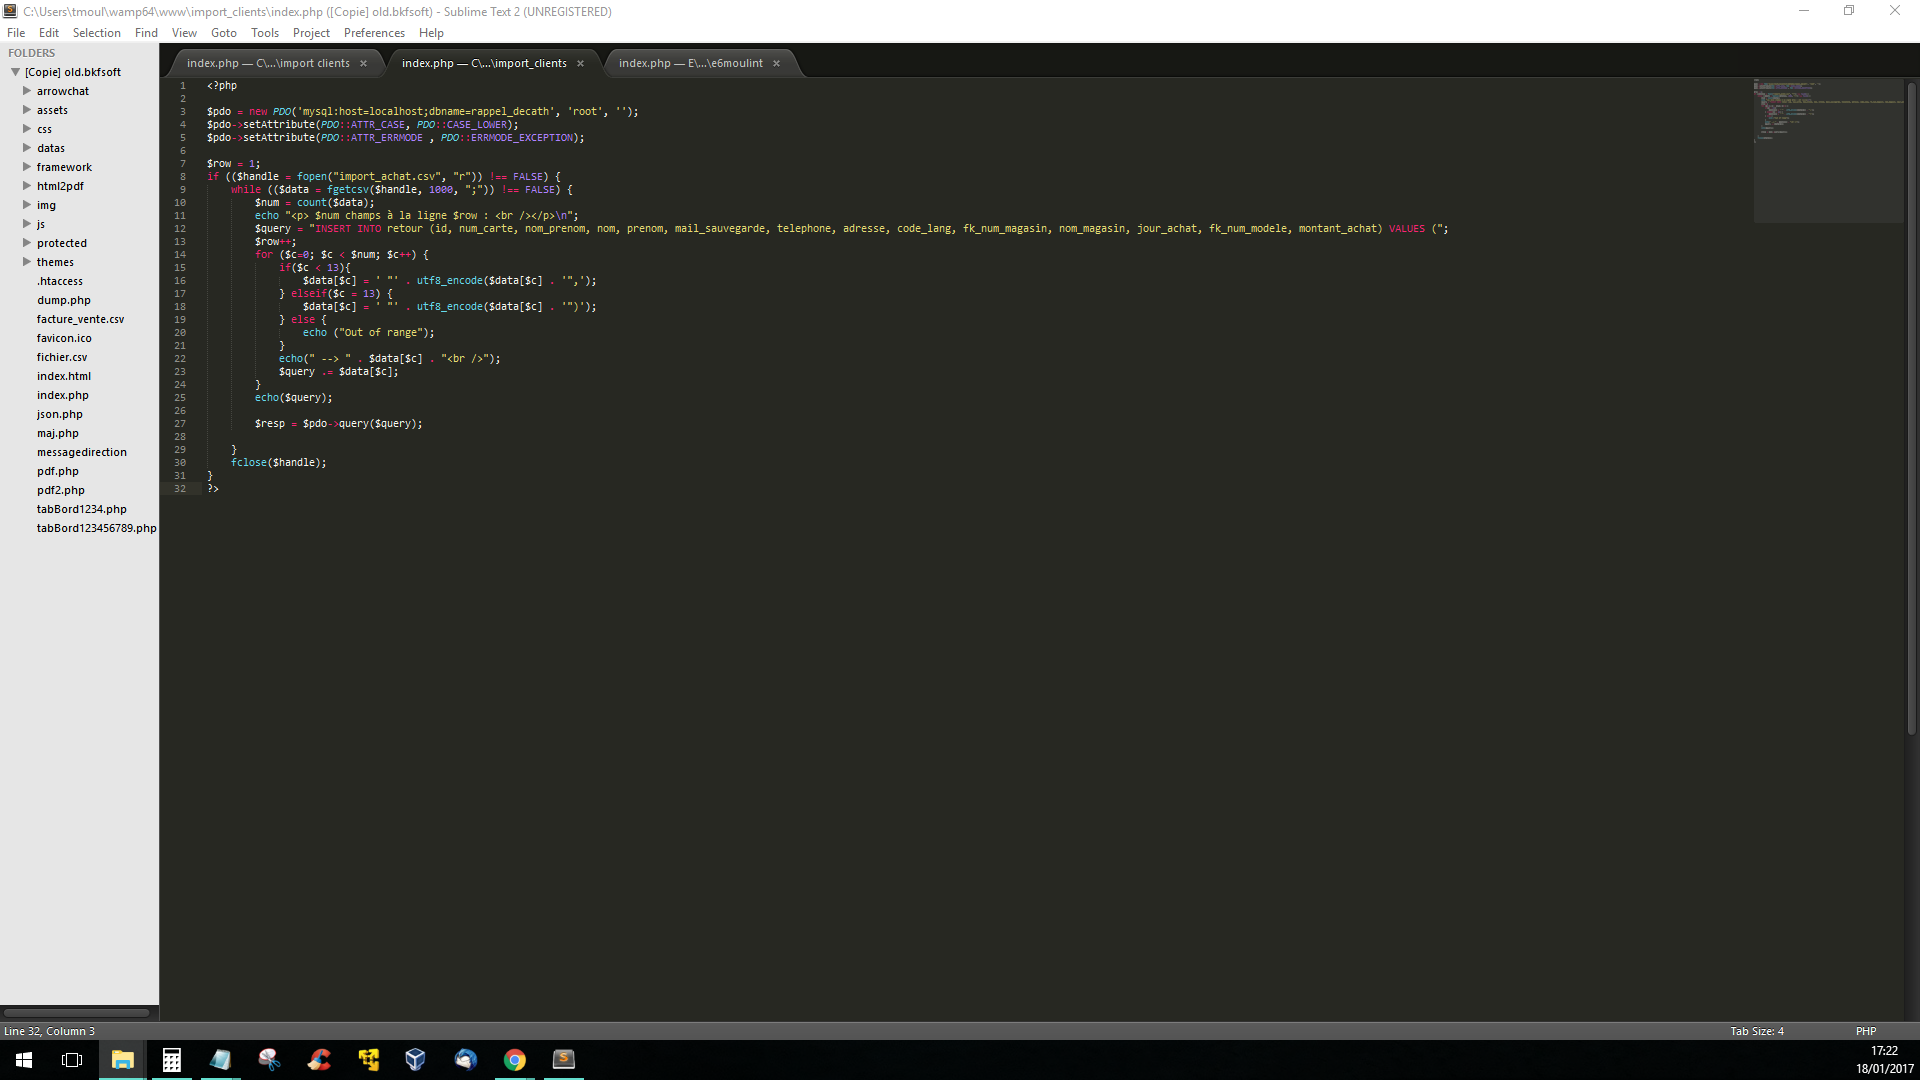 C:\Users\tmoul\wamp64\www\import_clients\index.php ([Copie] old.bkfsoft) - Sublime Text 2 (UNREGISTERED)
File Edit Selection Find View Goto Tools Project Preferences Help
FOLDERS
[Copie] old.bkfsoft
arrowchat
assets
css
datas
framework
html2pdf
img
js
protected
themes
.htaccess
dump.php
facture_vente.csv
favicon.ico
fichier.csv
index.html
index.php
json.php
maj.php
messagedirection
pdf.php
pdf2.php
tabBord1234.php
tabBord123456789.php
index.php — C\...\import clients ×
index.php — C\...\import_clients ×
index.php — E\...\e6moulint ×
1 <?php
2
3 $pdo = new PDO('mysql:host=localhost;dbname=rappel_decath', 'root', '');
4 $pdo->setAttribute(PDO::ATTR_CASE, PDO::CASE_LOWER);
5 $pdo->setAttribute(PDO::ATTR_ERRMODE , PDO::ERRMODE_EXCEPTION);
6
7 $row = 1;
8 if (($handle = fopen("import_achat.csv", "r")) !== FALSE) {
9 while (($data = fgetcsv($handle, 1000, ";")) !== FALSE) {
10 $num = count($data);
11 echo "<p> $num champs à la ligne $row : <br /></p>\n";
12 $query = "INSERT INTO retour (id, num_carte, nom_prenom, nom, prenom, mail_sauvegarde, telephone, adresse, code_lang, fk_num_magasin, nom_magasin, jour_achat, fk_num_modele, montant_achat) VALUES (";
13 $row++;
14 for ($c=0; $c < $num; $c++) {
15 if($c < 13){
16 $data[$c] = ' "' . utf8_encode($data[$c] . '",');
17 } elseif($c = 13) {
18 $data[$c] = ' "' . utf8_encode($data[$c] . '")');
19 } else {
20 echo ("Out of range");
21 }
22 echo(" --> " . $data[$c] . "<br />");
23 $query .= $data[$c];
24 }
25 echo($query);
26
27 $resp = $pdo->query($query);
28
29 }
30 fclose($handle);
31 }
32 ?>
Line 32, Column 3
Tab Size: 4
PHP
17:22
18/01/2017